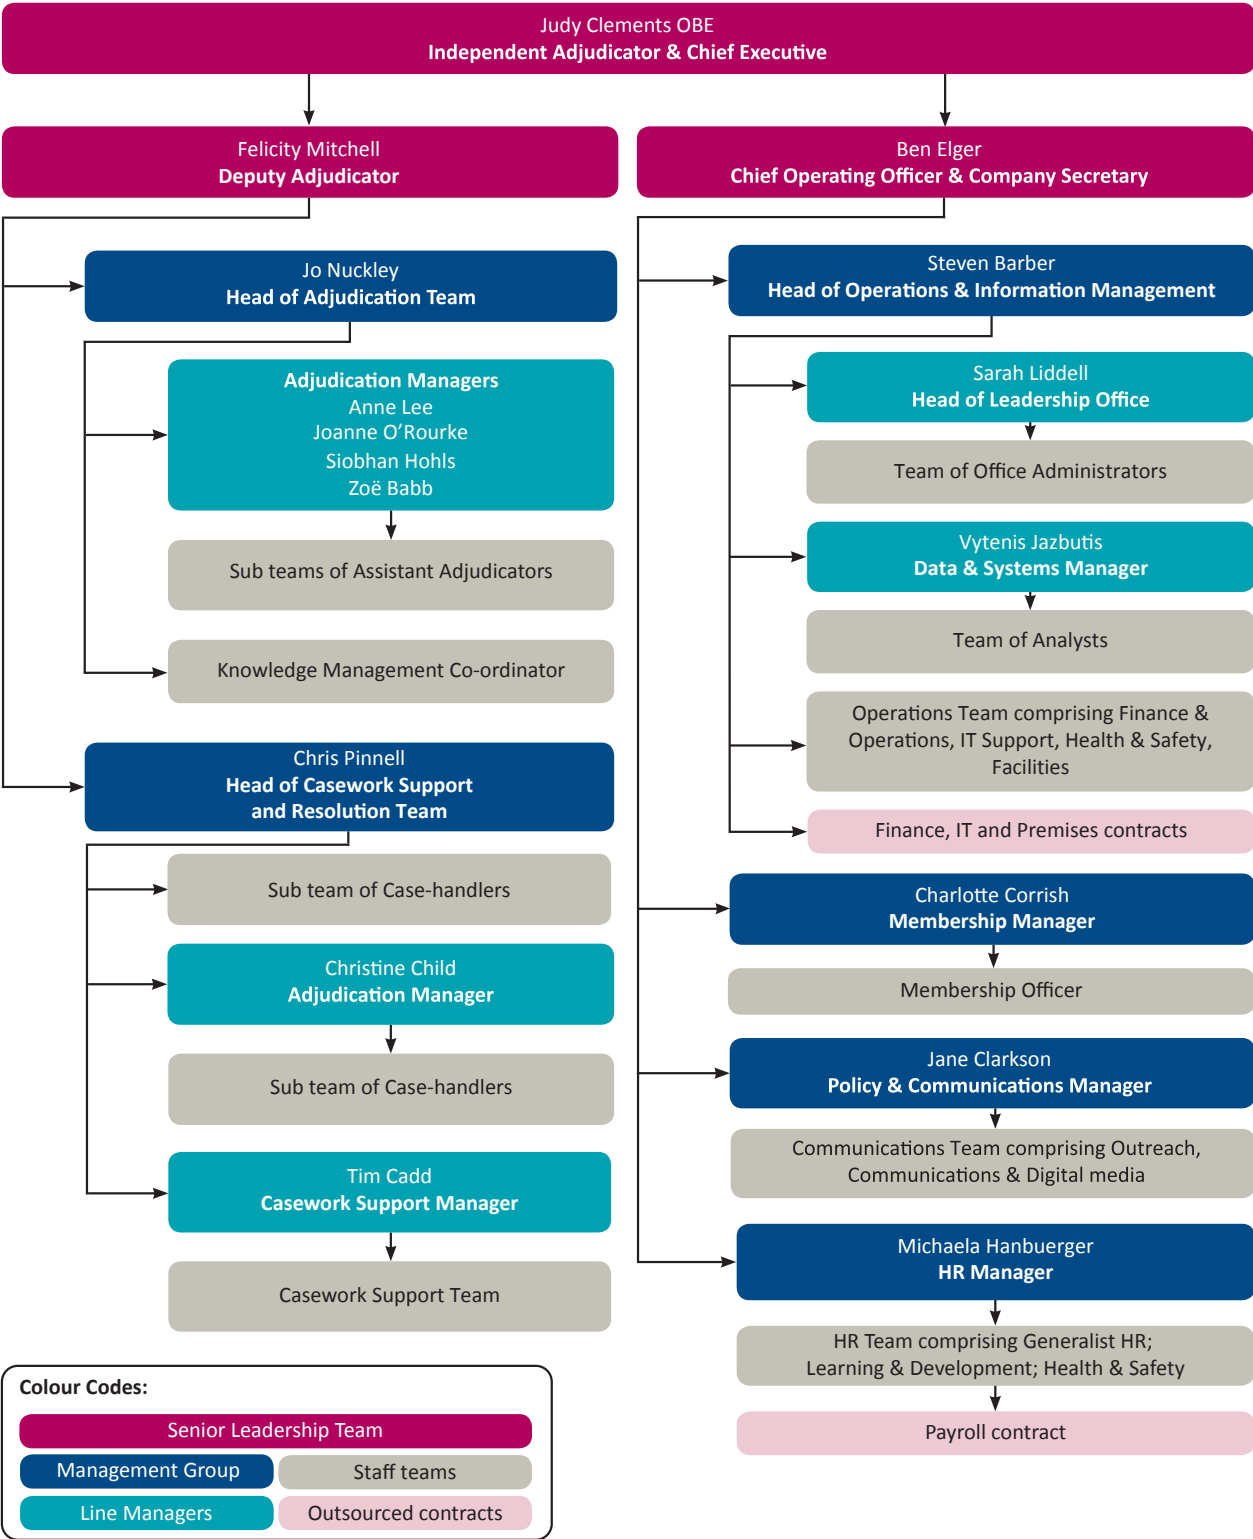 Judy Clements OBE
Independent Adjudicator & Chief Executive
Felicity Mitchell
Deputy Adjudicator
Jo Nuckley
Head of Adjudication Team
Adjudication Managers
Anne Lee
Joanne O’Rourke
Siobhan Hohls
Zoë Babb
Sub teams of Assistant Adjudicators
Knowledge Management Co-ordinator
Chris Pinnell
Head of Casework Support
and Resolution Team
Sub team of Case-handlers
Christine Child
Adjudication Manager
Sub team of Case-handlers
Tim Cadd
Casework Support Manager
Casework Support Team
Ben Elger
Chief Operating Officer & Company Secretary
Steven Barber
Head of Operations & Information Management
Sarah Liddell
Head of Leadership Office
Team of Office Administrators
Vytenis Jazbutis
Data & Systems Manager
Team of Analysts
Operations Team comprising Finance &
Operations, IT Support, Health & Safety,
Facilities
Finance, IT and Premises contracts
Charlotte Corrish
Membership Manager
Membership Officer
Jane Clarkson
Policy & Communications Manager
Communications Team comprising Outreach,
Communications & Digital media
Michaela Hanbuerger
HR Manager
HR Team comprising Generalist HR;
Learning & Development; Health & Safety
Payroll contract
Colour Codes:
Senior Leadership Team
Management Group
Staff teams
Line Managers
Outsourced contracts